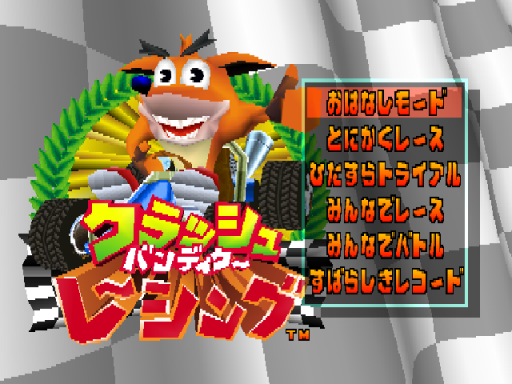 クラッシュ
バンディクー
レーシング
TM
おはなしモード
とにかくレース
ひたすらトライアル
みんなでレース
みんなでバトル
すばらしきレコード